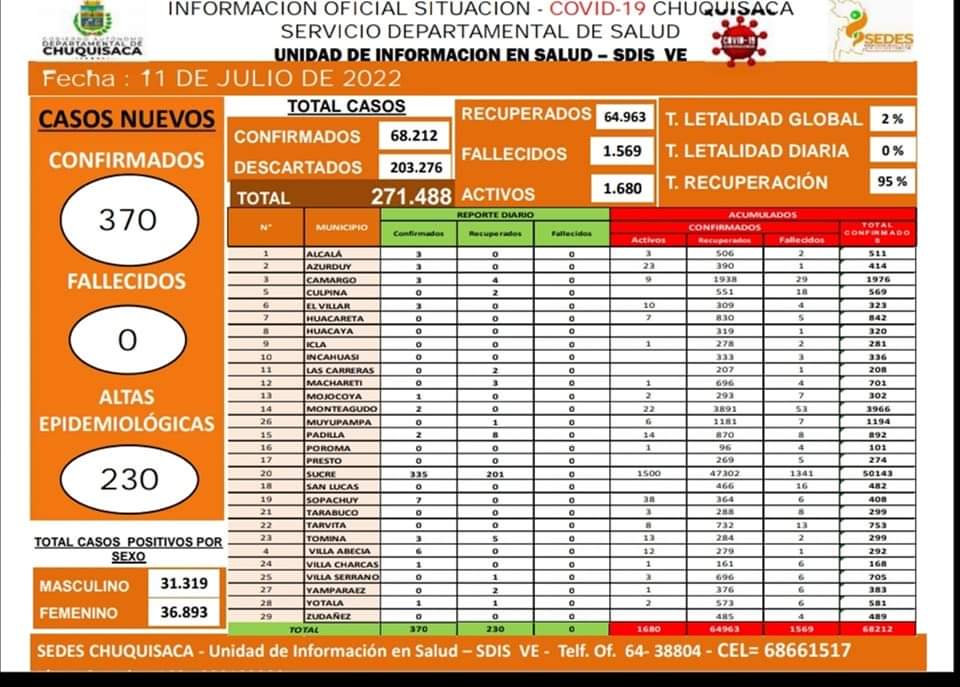 INFORMACION OFICIAL SITUACION - COVID-19 CHUQUISACA
SERVICIO DEPARTAMENTAL DE SALUD
UNIDAD DE INFORMACION EN SALUD – SDIS VE
GOBIERNO AUTÓNOMO
DEPARTAMENTAL DE
CHUQUISACA
COVID-19
SEDES
Fecha : 11 DE JULIO DE 2022
CASOS NUEVOS
CONFIRMADOS
370
FALLECIDOS
0
ALTAS
EPIDEMIOLÓGICAS
230
TOTAL CASOS POSITIVOS POR
SEXO
MASCULINO 31.319
FEMENINO 36.893
TOTAL CASOS
CONFIRMADOS 68.212
DESCARTADOS 203.276
TOTAL 271.488
RECUPERADOS 64.963
FALLECIDOS 1.569
ACTIVOS 1.680
T. LETALIDAD GLOBAL 2 %
T. LETALIDAD DIARIA 0 %
T. RECUPERACIÓN 95 %
N° MUNICIPIO REPORTE DIARIO ACUMULADOS
CONFIRMADOS TOTAL CONFIRMADOS
Confirmados Recuperados Fallecidos Activos Recuperados Fallecidos
1 ALCALÁ 3 0 0 3 506 2 511
2 AZURDUY 3 0 0 23 390 1 414
3 CAMARGO 3 4 0 9 1938 29 1976
5 CULPINA 0 2 0 551 18 569
6 EL VILLAR 3 0 0 10 309 4 323
7 HUACARETA 0 0 0 7 830 5 842
8 HUACAYA 0 0 0 319 1 320
9 ICLA 0 0 0 1 278 2 281
10 INCAHUASI 0 0 0 333 3 336
11 LAS CARRERAS 0 2 0 207 1 208
12 MACHARETI 0 3 0 1 696 4 701
13 MOJOCOYA 1 0 0 2 293 7 302
14 MONTEAGUDO 2 0 0 22 3891 53 3966
26 MUYUPAMPA 0 1 0 6 1181 7 1194
15 PADILLA 2 8 0 14 870 8 892
16 POROMA 0 0 0 1 96 4 101
17 PRESTO 0 0 0 269 5 274
20 SUCRE 335 201 0 1500 47302 1341 50143
18 SAN LUCAS 0 0 0 466 16 482
19 SOPACHUY 7 0 0 38 364 6 408
21 TARABUCO 0 0 0 3 288 8 299
22 TARVITA 0 0 0 8 732 13 753
23 TOMINA 3 5 0 13 284 2 299
4 VILLA ABECIA 6 0 0 12 279 1 292
24 VILLA CHARCAS 1 0 0 1 161 6 168
25 VILLA SERRANO 0 1 0 3 696 6 705
27 YAMPARAEZ 0 2 0 1 376 6 383
28 YOTALA 1 1 0 2 573 6 581
29 ZUDAÑEZ 0 0 0 485 4 489
TOTAL 370 230 0 1680 64963 1569 68212
SEDES CHUQUISACA - Unidad de Información en Salud – SDIS VE - Telf. Of. 64- 38804 - CEL= 68661517